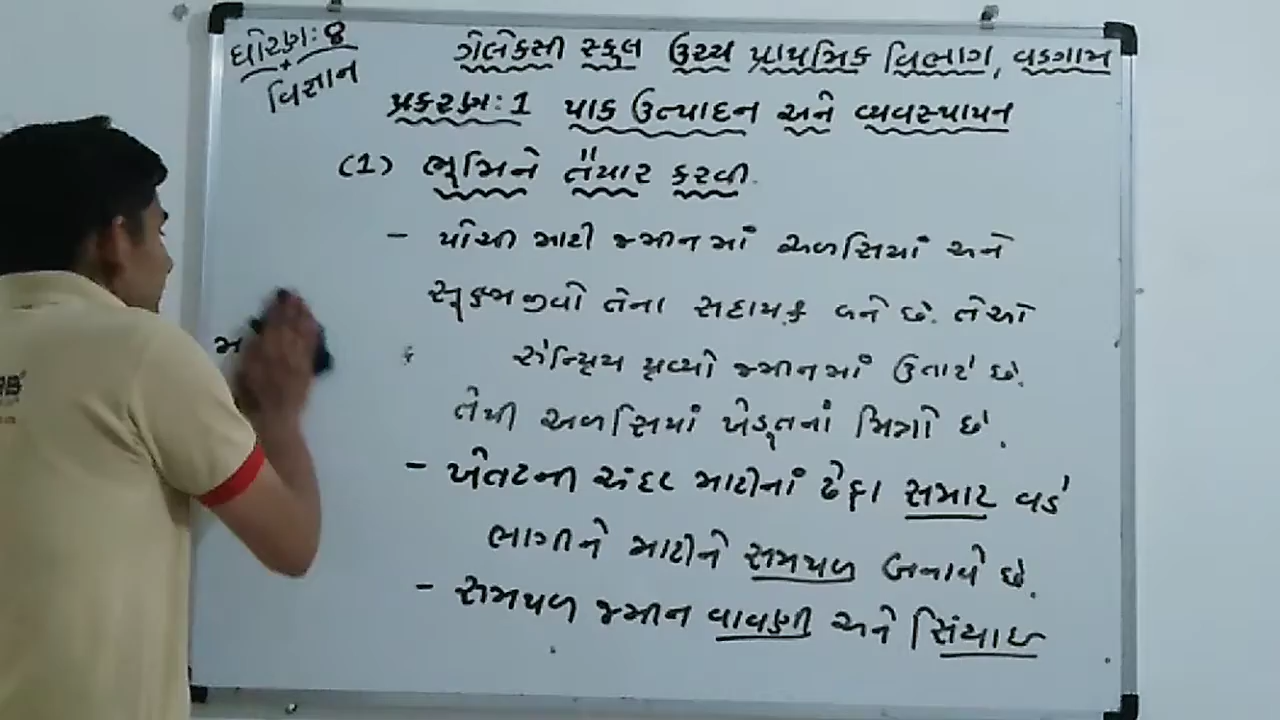 ધોરણ: ૪
વિજ્ઞાન
ગેલેક્સી સ્કુલ ઉચ્ચ પ્રાથમિક વિભાગ, વડગામ
પ્રકરણ: 1 પાક ઉત્પાદન અને વ્યવસ્થાપન
(1) ભૂમિને તૈયાર કરવી.
- પોચી માટી જમીનમાં અળસિયાં અને
સૂક્ષ્મજીવો તેના સહાયક બને છે. તેઓ
સેન્દ્રિય દ્રવ્યો જમીનમાં ઉતારે છે.
તેથી અળસિયાં ખેડૂતનાં મિત્રો છે.
- ખેતરની અંદર માટીનાં ઢેફા સમાર વડે
ભાગીને માટીને સમથળ બનાવે છે.
- સમથળ જમીન વાવણી અને સિંચાઇ